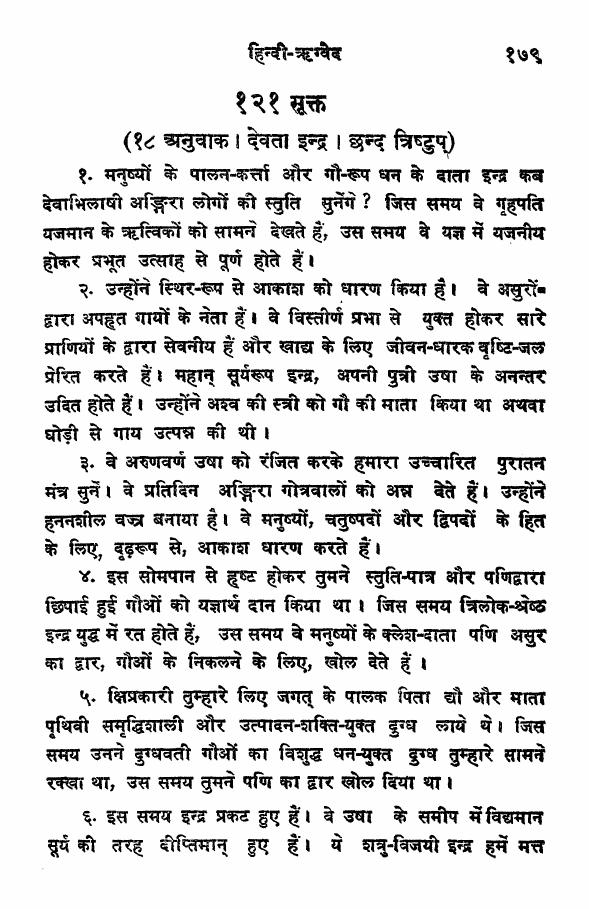 हिन्दी-ऋग्वेद १७९
१२१ सूक्त
(१८ अनुवाक। देवता इन्द्र। छन्द त्रिष्टुप्)
१. मनुष्यों के पालन-कर्त्ता और गौ-रूप धन के दाता इन्द्र कब
देवाभिलाषी अङ्गिरा लोगों की स्तुति सुनेंगे? जिस समय वे गृहपति
यजमान के ऋत्विकों को सामने देखते हैं, उस समय वे यज्ञ में यजनीय
होकर प्रभूत उत्साह से पूर्ण होते हैं।
२. उन्होंने स्थिर-रूप से आकाश को धारण किया है। वे असुरों-
द्वारा अपहृत गायों के नेता हैं। वे विस्तीर्ण प्रभा से युक्त होकर सारे
प्राणियों के द्वारा सेवनीय हैं और खाद्य के लिए जीवन-धारक वृष्टि-जल
प्रेरित करते हैं। महान् सूर्यरूप इन्द्र, अपनी पुत्री उषा के अनन्तर
उदित होते हैं। उन्होंने अश्व की स्त्री को गौ की माता किया था अथवा
घोड़ी से गाय उत्पन्न की थी।
३. वे अरुणवर्ण उषा को रंजित करके हमारा उच्चारित पुरातन
मंत्र सुनें। वे प्रतिदिन अङ्गिरा गोत्रवालों को अन्न देते हैं। उन्होंने
हननशील वज्र बनाया है। वे मनुष्यों, चतुष्पदों और द्विपदों के हित
के लिए, दृढ़रूप से, आकाश धारण करते हैं।
४. इस सोमपान से हृष्ट होकर तुमने स्तुति-पात्र और पणिद्वारा
छिपाई हुई गौओं को यज्ञार्थ दान किया था। जिस समय त्रिलोक-श्रेष्ठ
इन्द्र युद्ध में रत होते हैं, उस समय वे मनुष्यों के क्लेश-दाता पणि असुर
का द्वार, गौओं के निकलने के लिए, खोल देते हैं।
५. क्षिप्रकारी तुम्हारे लिए जगत् के पालक पिता द्यौ और माता
पृथिवी समृद्धिशाली और उत्पादन-शक्ति-युक्त दुग्ध लाये थे। जिस
समय उनने दुग्धवती गौओं का विशुद्ध धन-युक्त दुग्ध तुम्हारे सामने
रक्खा था, उस समय तुमने पणि का द्वार खोल दिया था।
६. इस समय इन्द्र प्रकट हुए हैं। वे उषा के समीप में विद्यमान
सूर्य की तरह दीप्तिमान् हुए हैं। ये शत्रु-विजयी इन्द्र हमें मत्त